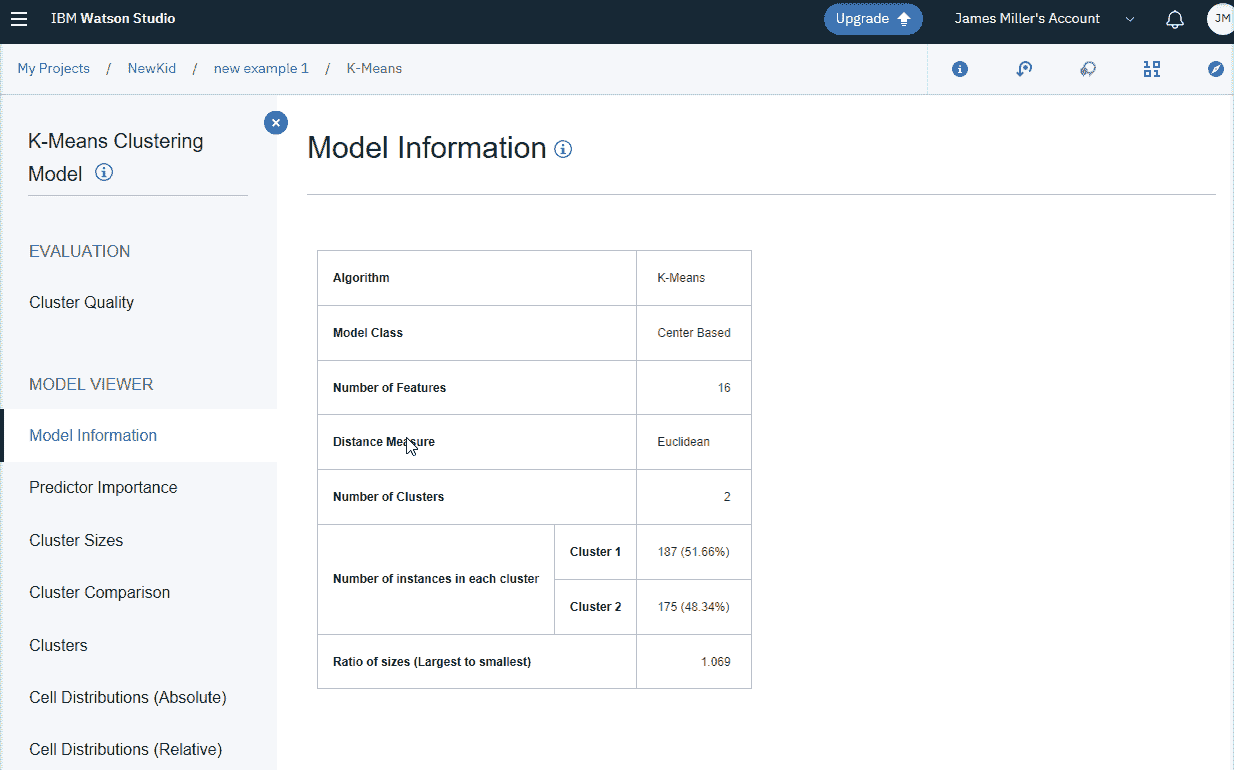 IBM Watson Studio
Upgrade
James Miller's Account
JM
My Projects / NewKid / new example 1 / K-Means
K-Means Clustering
Model
EVALUATION
Cluster Quality
MODEL VIEWER
Model Information
Predictor Importance
Cluster Sizes
Cluster Comparison
Clusters
Cell Distributions (Absolute)
Cell Distributions (Relative)
Model Information
Algorithm K-Means
Model Class Center Based
Number of Features 16
Distance Measure Euclidean
Number of Clusters 2
Number of instances in each cluster
Cluster 1 187 (51.66%)
Cluster 2 175 (48.34%)
Ratio of sizes (Largest to smallest) 1.069